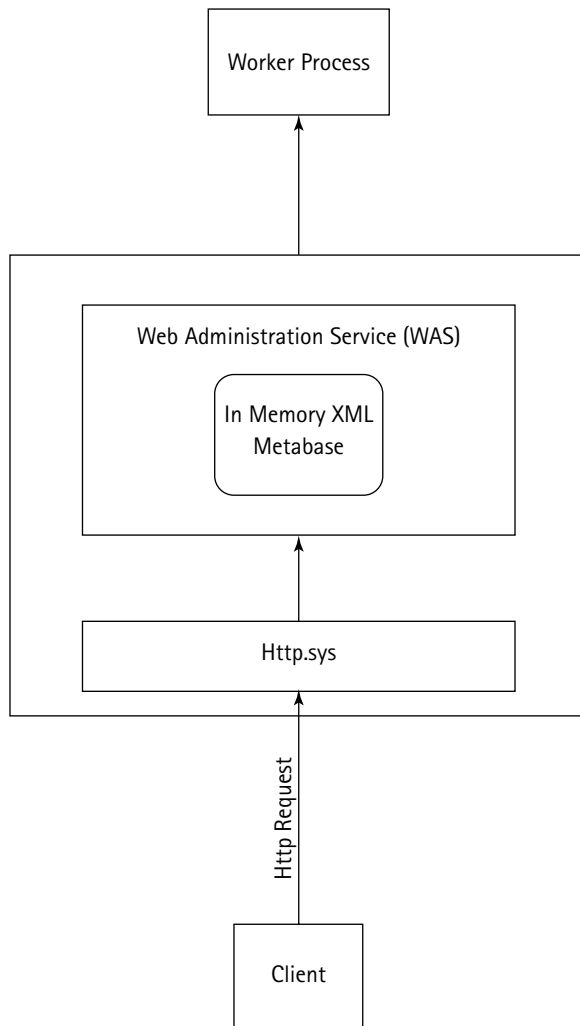 Worker Process
Web Administration Service (WAS)
In Memory XML
Metabase
Http.sys
Http Request
Client